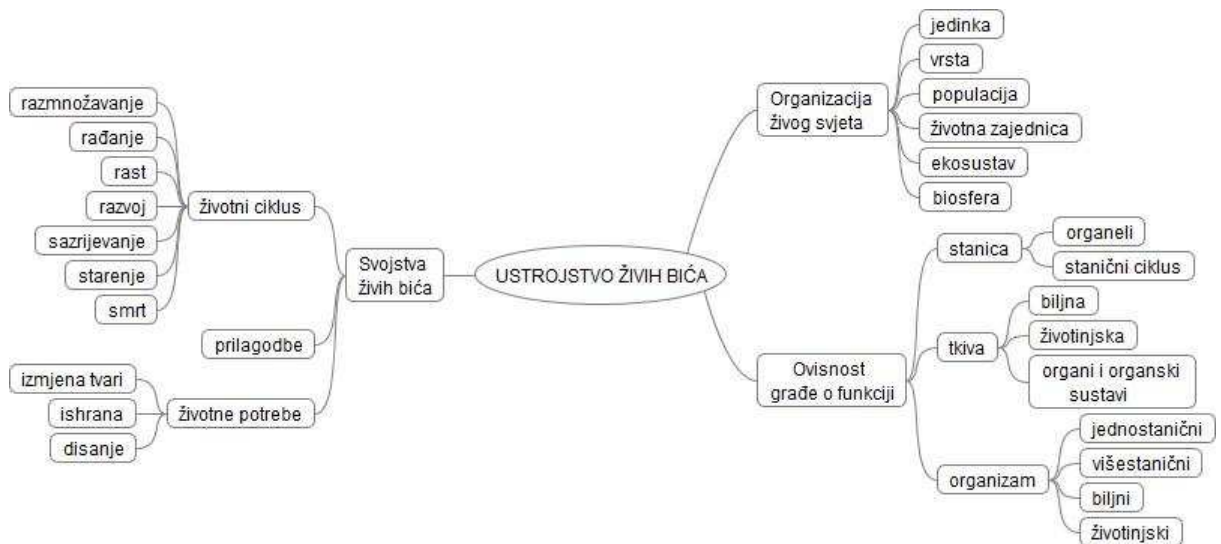 USTROJSTVO ŽIVIH BIĆA
Svojstva
živih bića
životni ciklus
razmnožavanje
rađanje
rast
razvoj
sazrijevanje
starenje
smrt
prilagodbe
životne potrebe
izmjena tvari
ishrana
disanje
Organizacija
živog svjeta
jedinka
vrsta
populacija
životna zajednica
ekosustav
biosfera
Ovisnost
građe o funkciji
stanica
organeli
stanični ciklus
tkiva
biljna
životinjska
organi i organski
sustavi
organizam
jednostanični
višestanični
biljni
životinjski